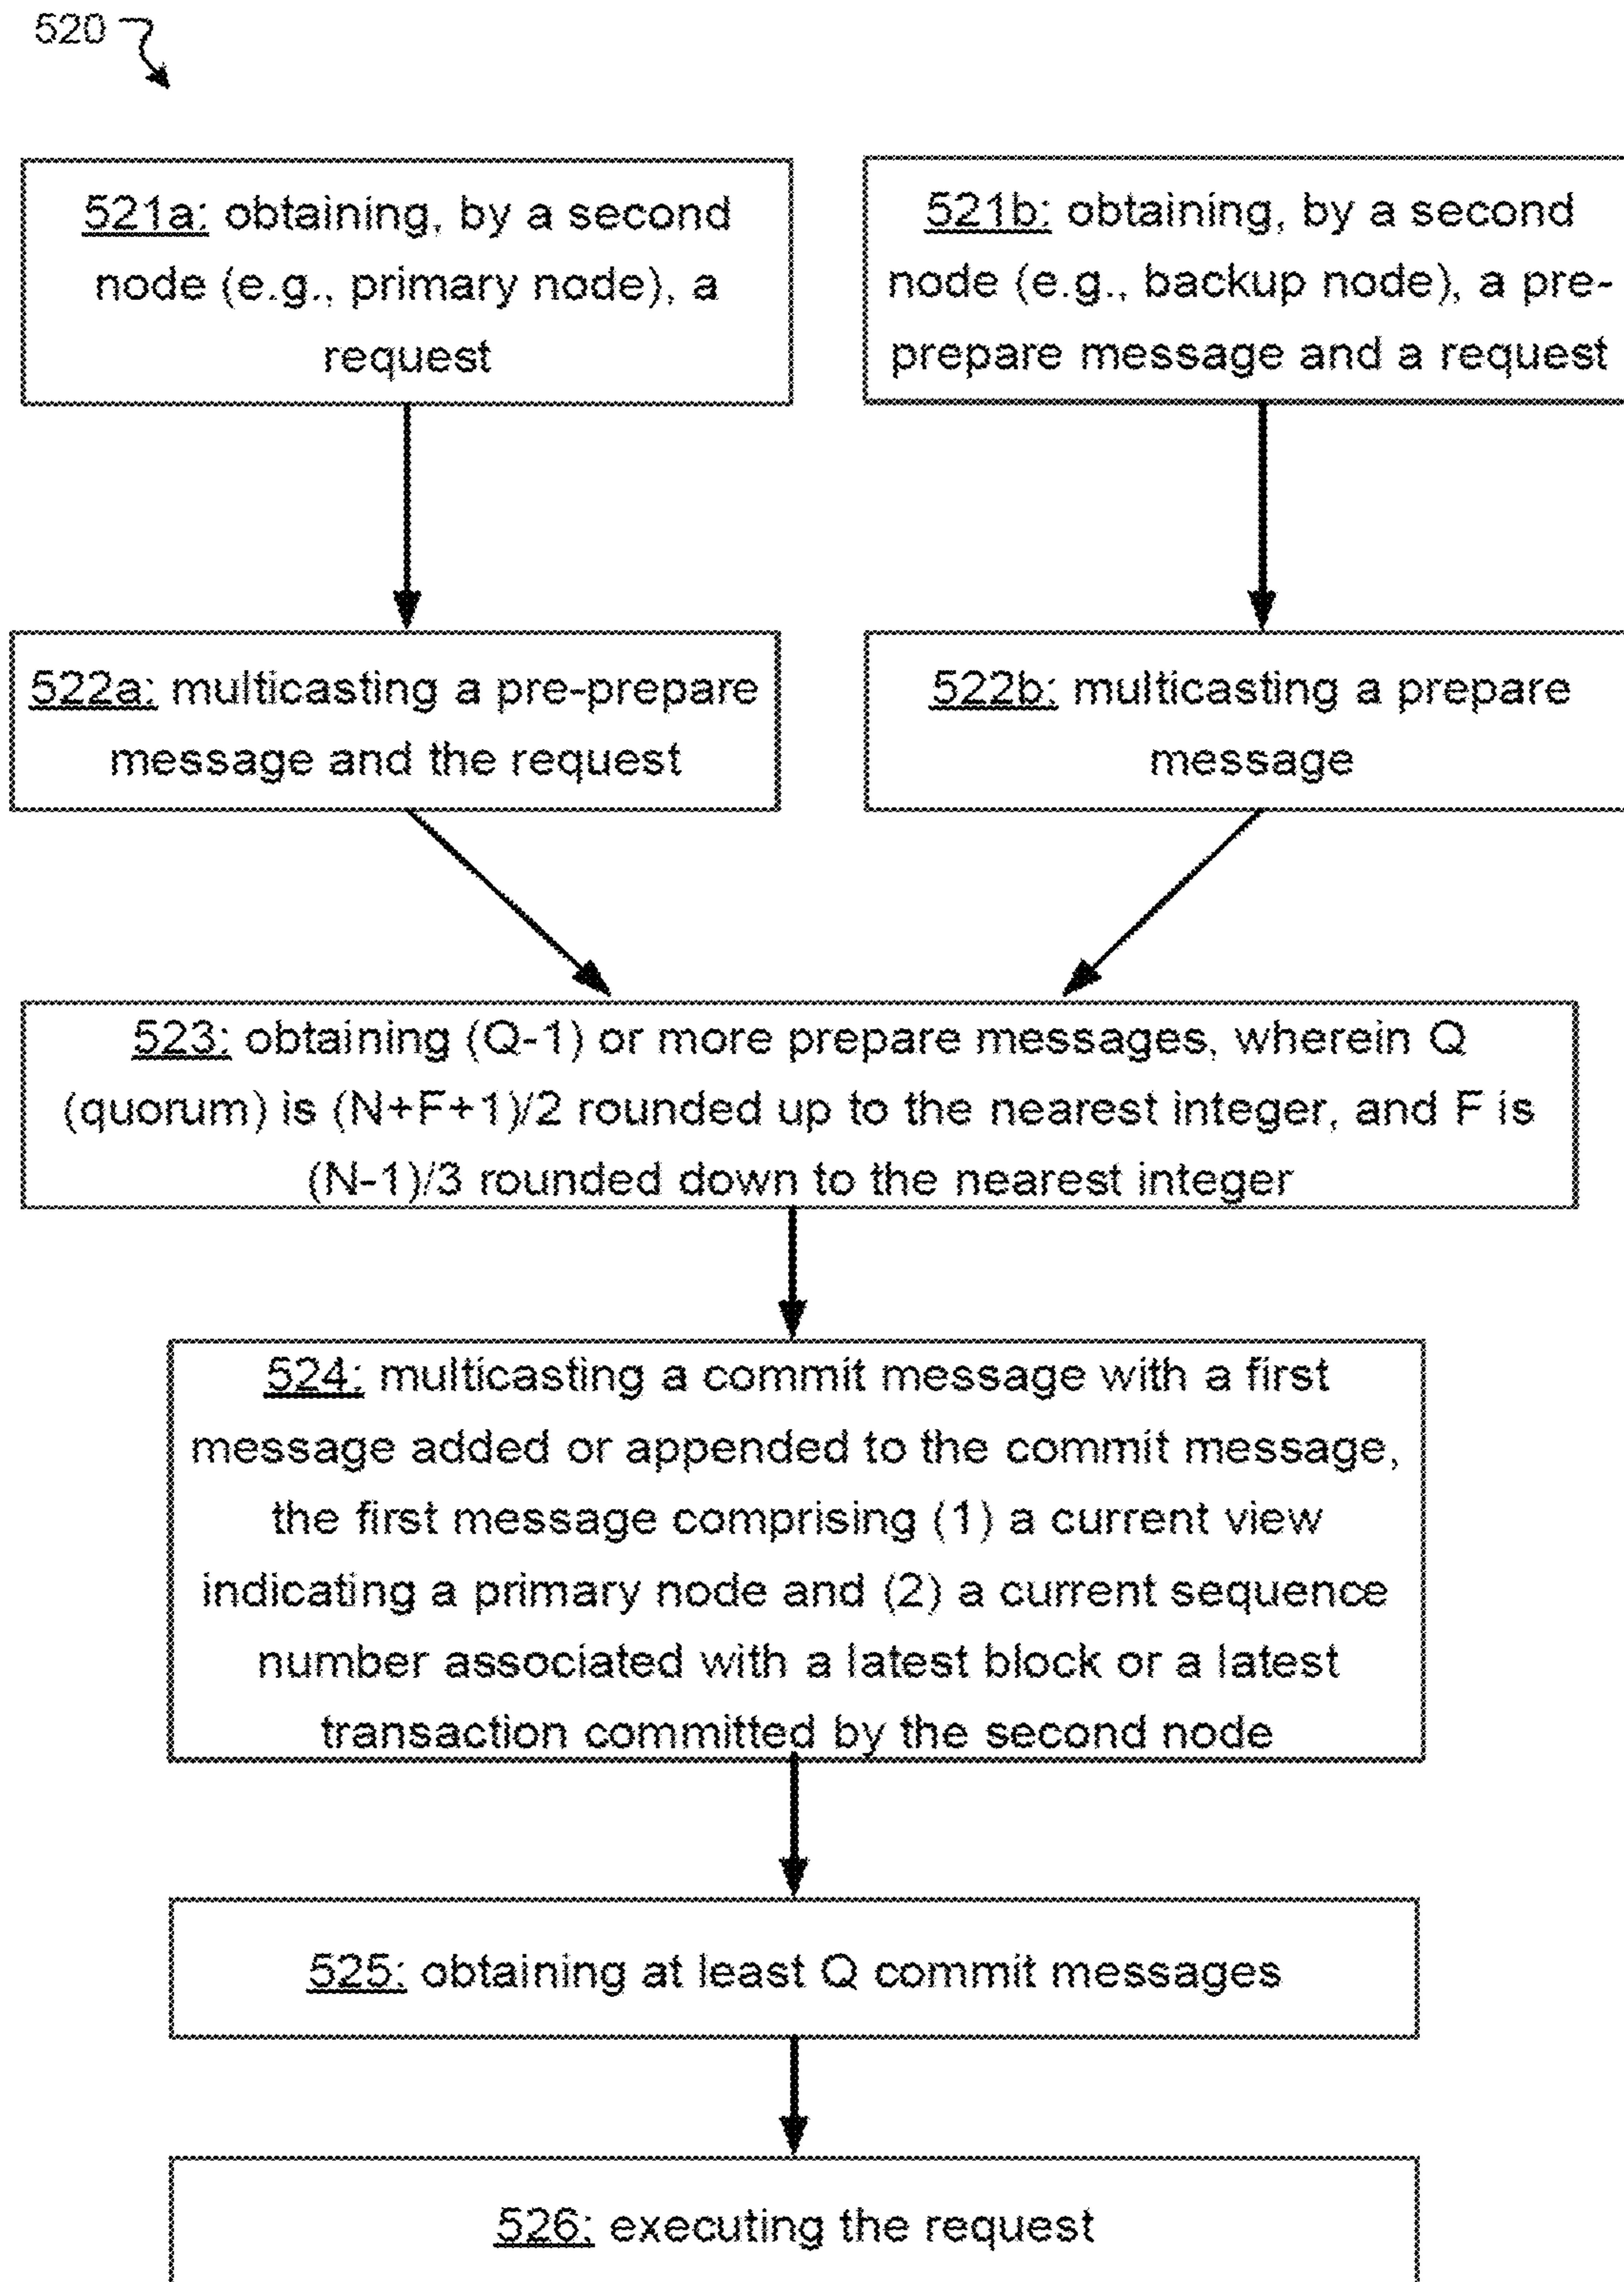 520
521a: obtaining, by a second
node (e.g., primary node), a
request
521b: obtaining, by a second
node (e.g., backup node), a pre-
prepare message and a request
522a: multicasting a pre-prepare
message and the request
522b: multicasting a prepare
message
523: obtaining (Q-1) or more prepare messages, wherein Q
(quorum) is (N+F+1)/2 rounded up to the nearest integer, and F is
(N-1)/3 rounded down to the nearest integer
524: multicasting a commit message with a first
message added or appended to the commit message,
the first message comprising (1) a current view
indicating a primary node and (2) a current sequence
number associated with a latest block or a latest
transaction committed by the second node
525: obtaining at least Q commit messages
526: executing the request